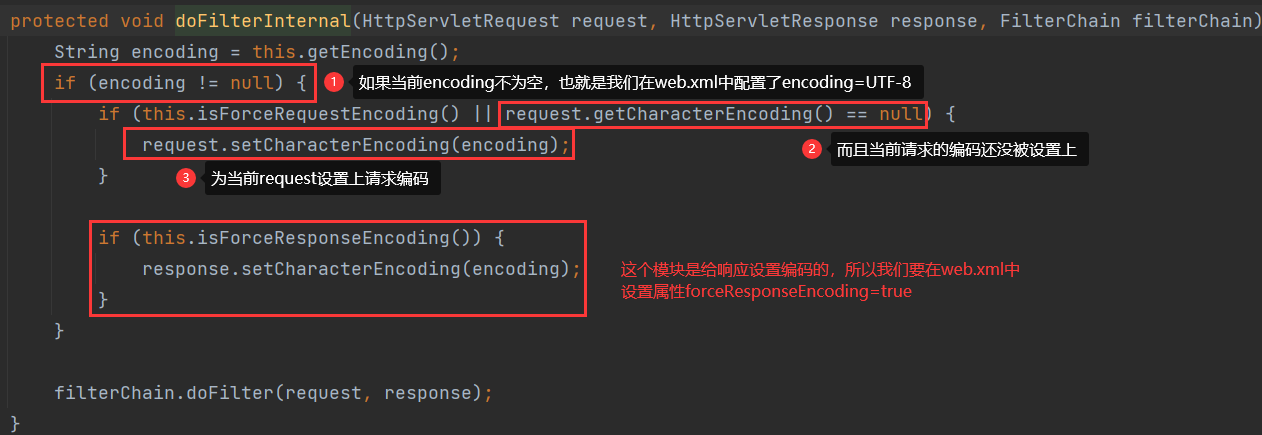 protected void doFilterInternal(HttpServletRequest request, HttpServletResponse response, FilterChain filterChain)
String encoding = this.getEncoding();
if (encoding != null) {
1 如果当前encoding不为空，也就是我们在web.xml中配置了encoding=UTF-8
if (this.isForceRequestEncoding() || request.getCharacterEncoding() == null) {
request.setCharacterEncoding(encoding);
2 而且当前请求的编码还没被设置上
}
3 为当前request设置上请求编码
if (this.isForceResponseEncoding()) {
response.setCharacterEncoding(encoding);
}
这个模块是给响应设置编码的，所以我们要在web.xml中
设置属性forceResponseEncoding=true
}
filterChain.doFilter(request, response);
}